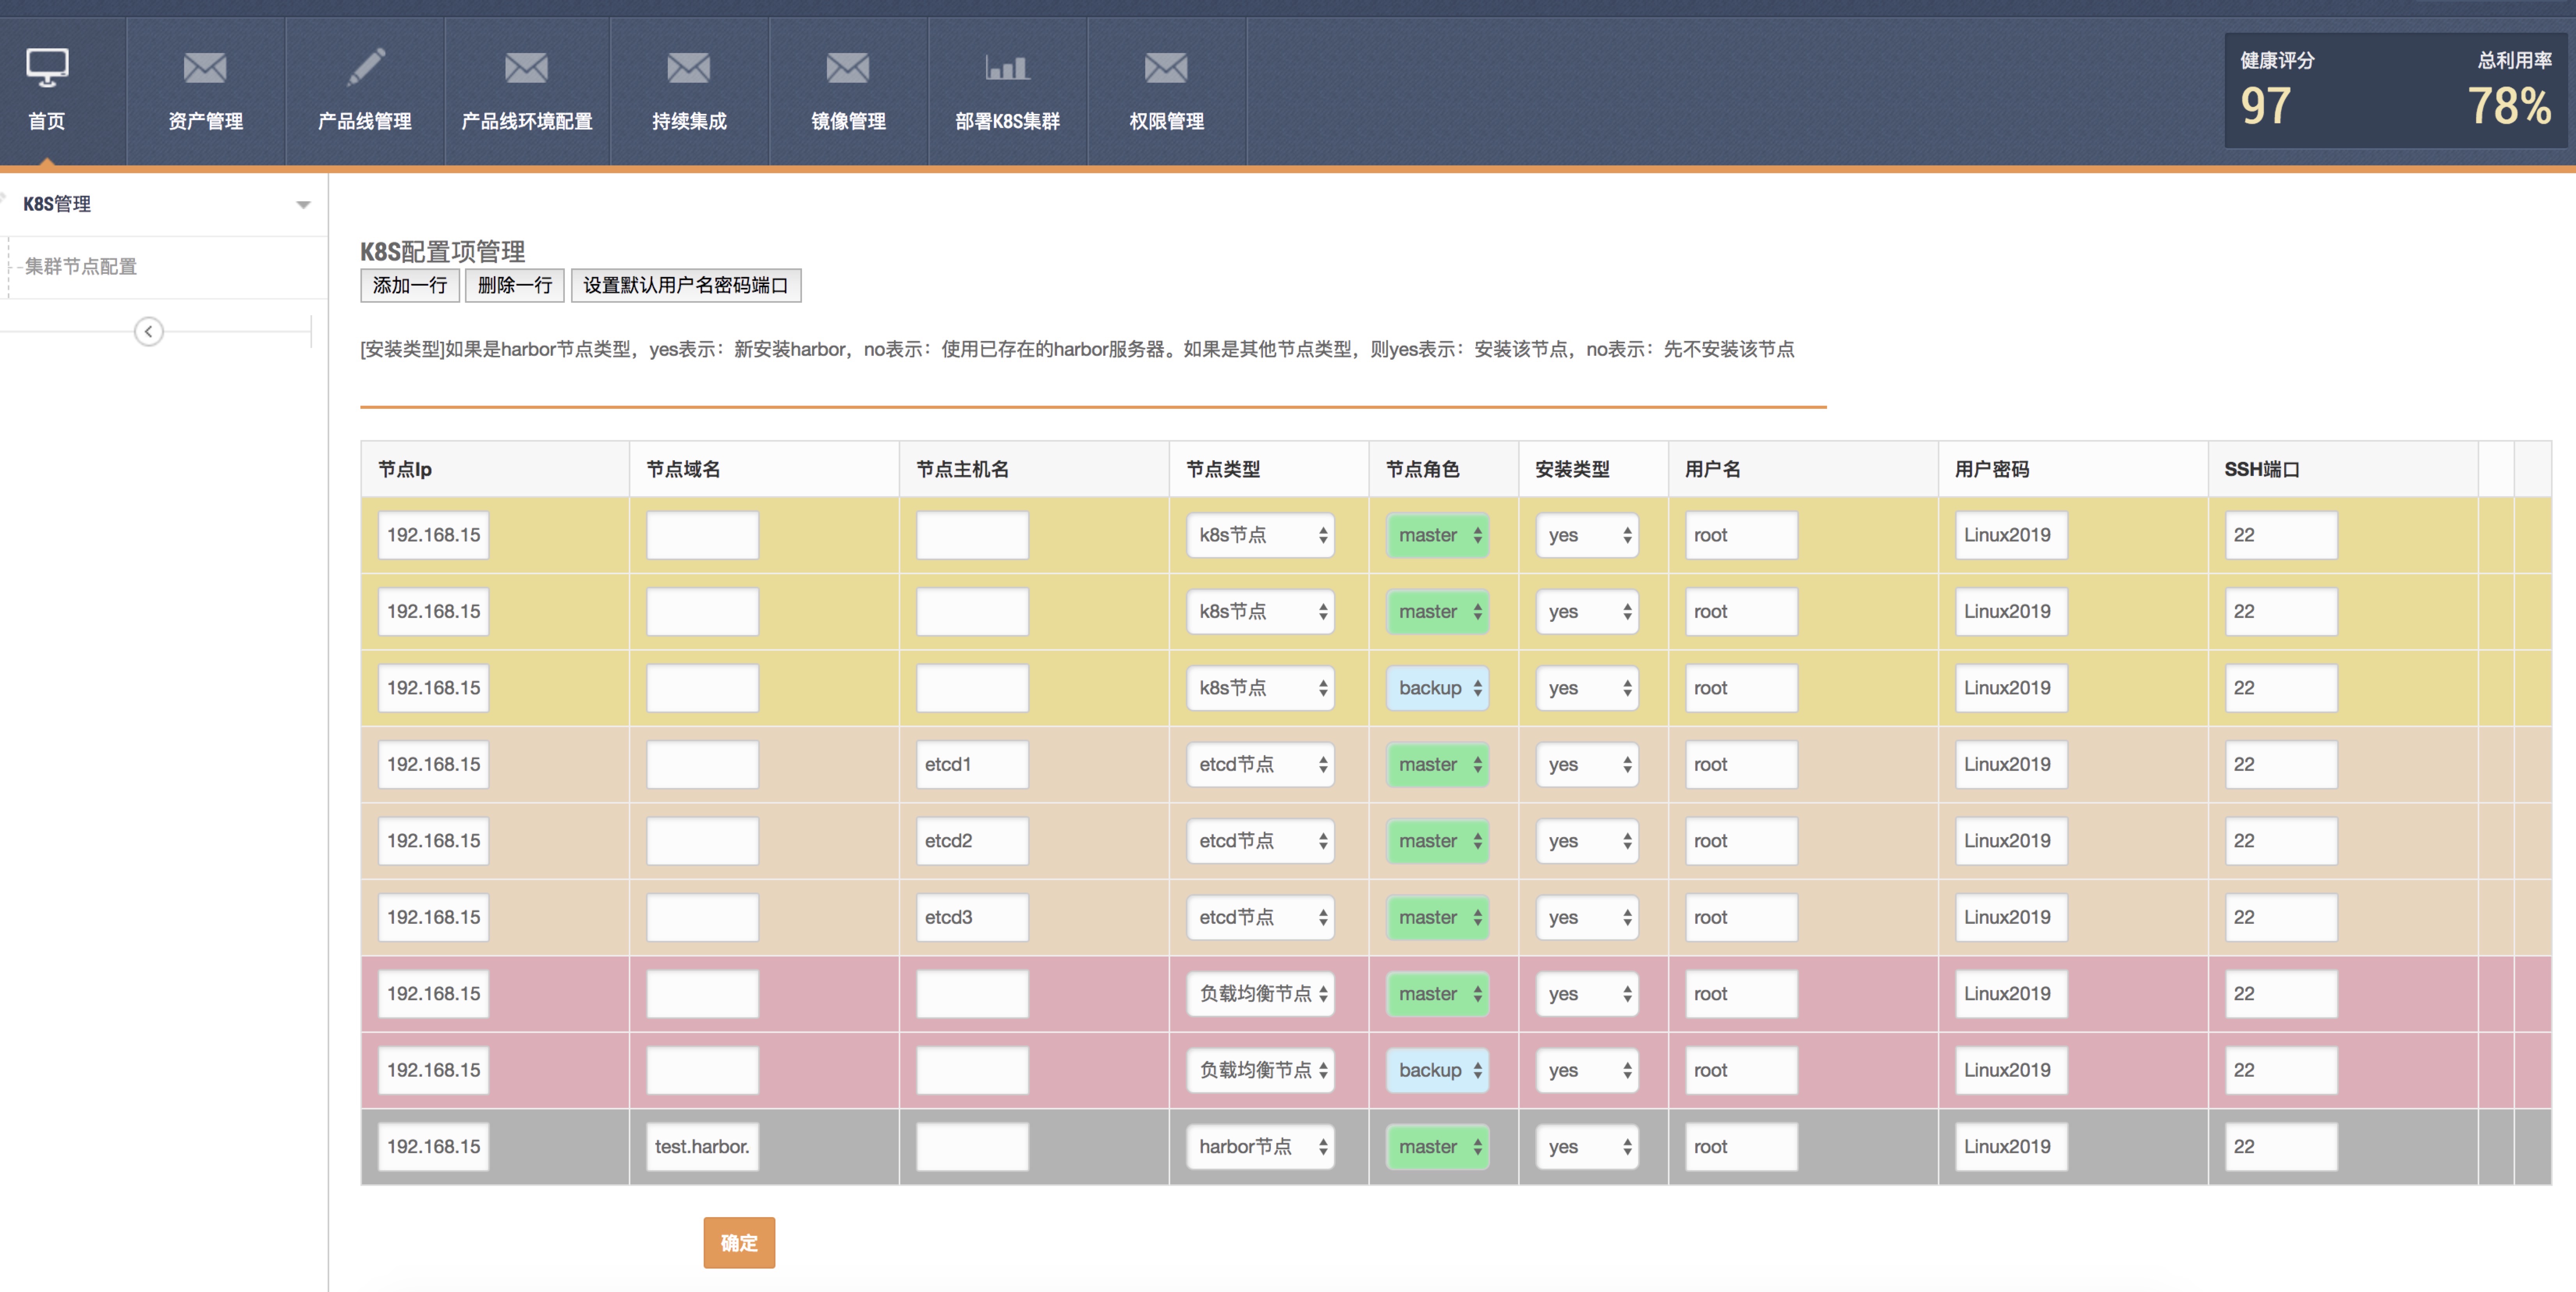 首页 资产管理 产品线管理 产品线环境配置 持续集成 镜像管理 部署K8S集群 权限管理
健康评分 总利用率
97 78%
K8S管理
集群节点配置
K8S配置项管理
添加一行 删除一行 设置默认用户名密码端口
[安装类型]如果是harbor节点类型，yes表示：新安装harbor，no表示：使用已存在的harbor服务器。如果是其他节点类型，则yes表示：安装该节点，no表示：先不安装该节点
节点Ip 节点域名 节点主机名 节点类型 节点角色 安装类型 用户名 用户密码 SSH端口
192.168.15 k8s节点 master yes root Linux2019 22
192.168.15 k8s节点 master yes root Linux2019 22
192.168.15 k8s节点 backup yes root Linux2019 22
192.168.15 etcd1 etcd节点 master yes root Linux2019 22
192.168.15 etcd2 etcd节点 master yes root Linux2019 22
192.168.15 etcd3 etcd节点 master yes root Linux2019 22
192.168.15 负载均衡节点 master yes root Linux2019 22
192.168.15 负载均衡节点 backup yes root Linux2019 22
192.168.15 test.harbor. harbor节点 master yes root Linux2019 22
确定